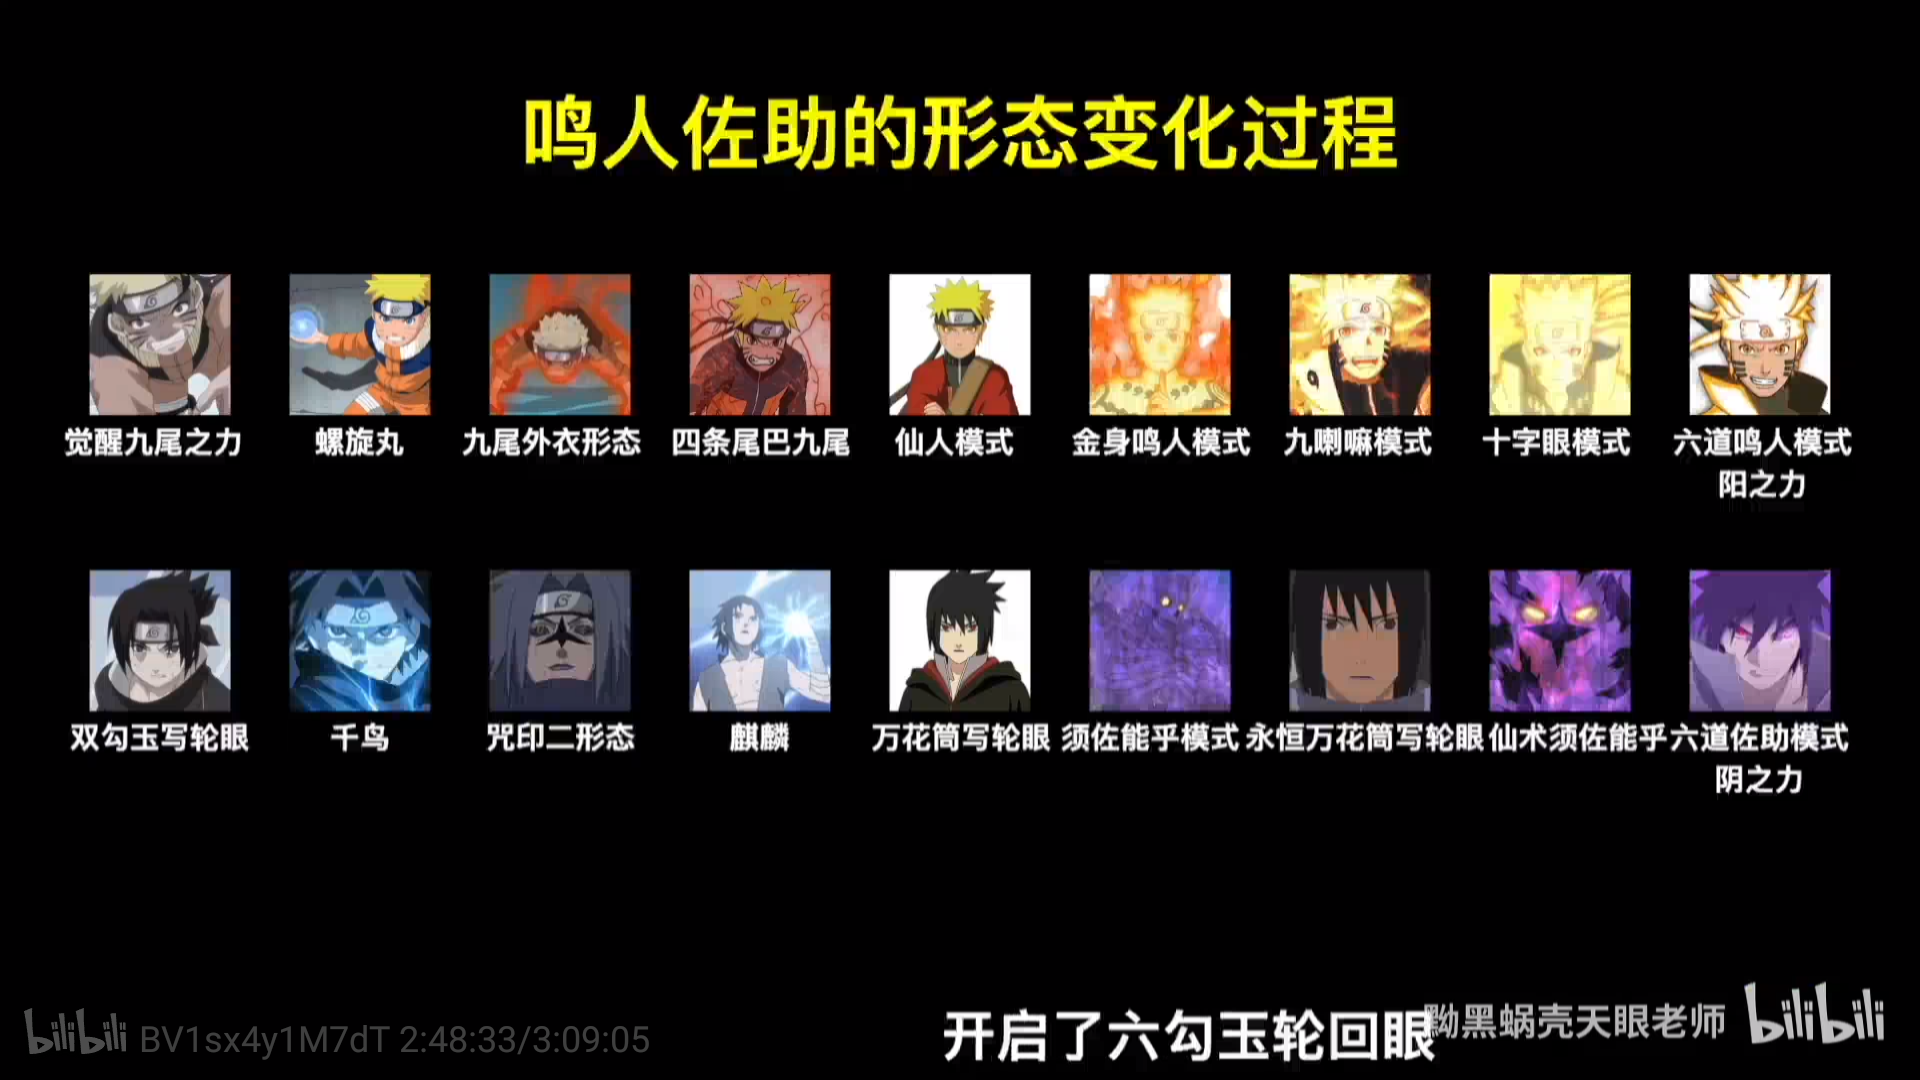 鸣人佐助的形态变化过程
觉醒九尾之力
螺旋丸
九尾外衣形态
四条尾巴九尾
仙人模式
金身鸣人模式
九喇嘛模式
十字眼模式
六道鸣人模式
阳之力
双勾玉写轮眼
千鸟
咒印二形态
麒麟
万花筒写轮眼
须佐能乎模式
永恒万花筒写轮眼
仙术须佐能乎
六道佐助模式
阴之力
bilibili BV1sx4y1M7dT 2:48:33/3:09:05
开启了六勾玉轮回眼
黝黑蜗壳天眼老师 bilibili